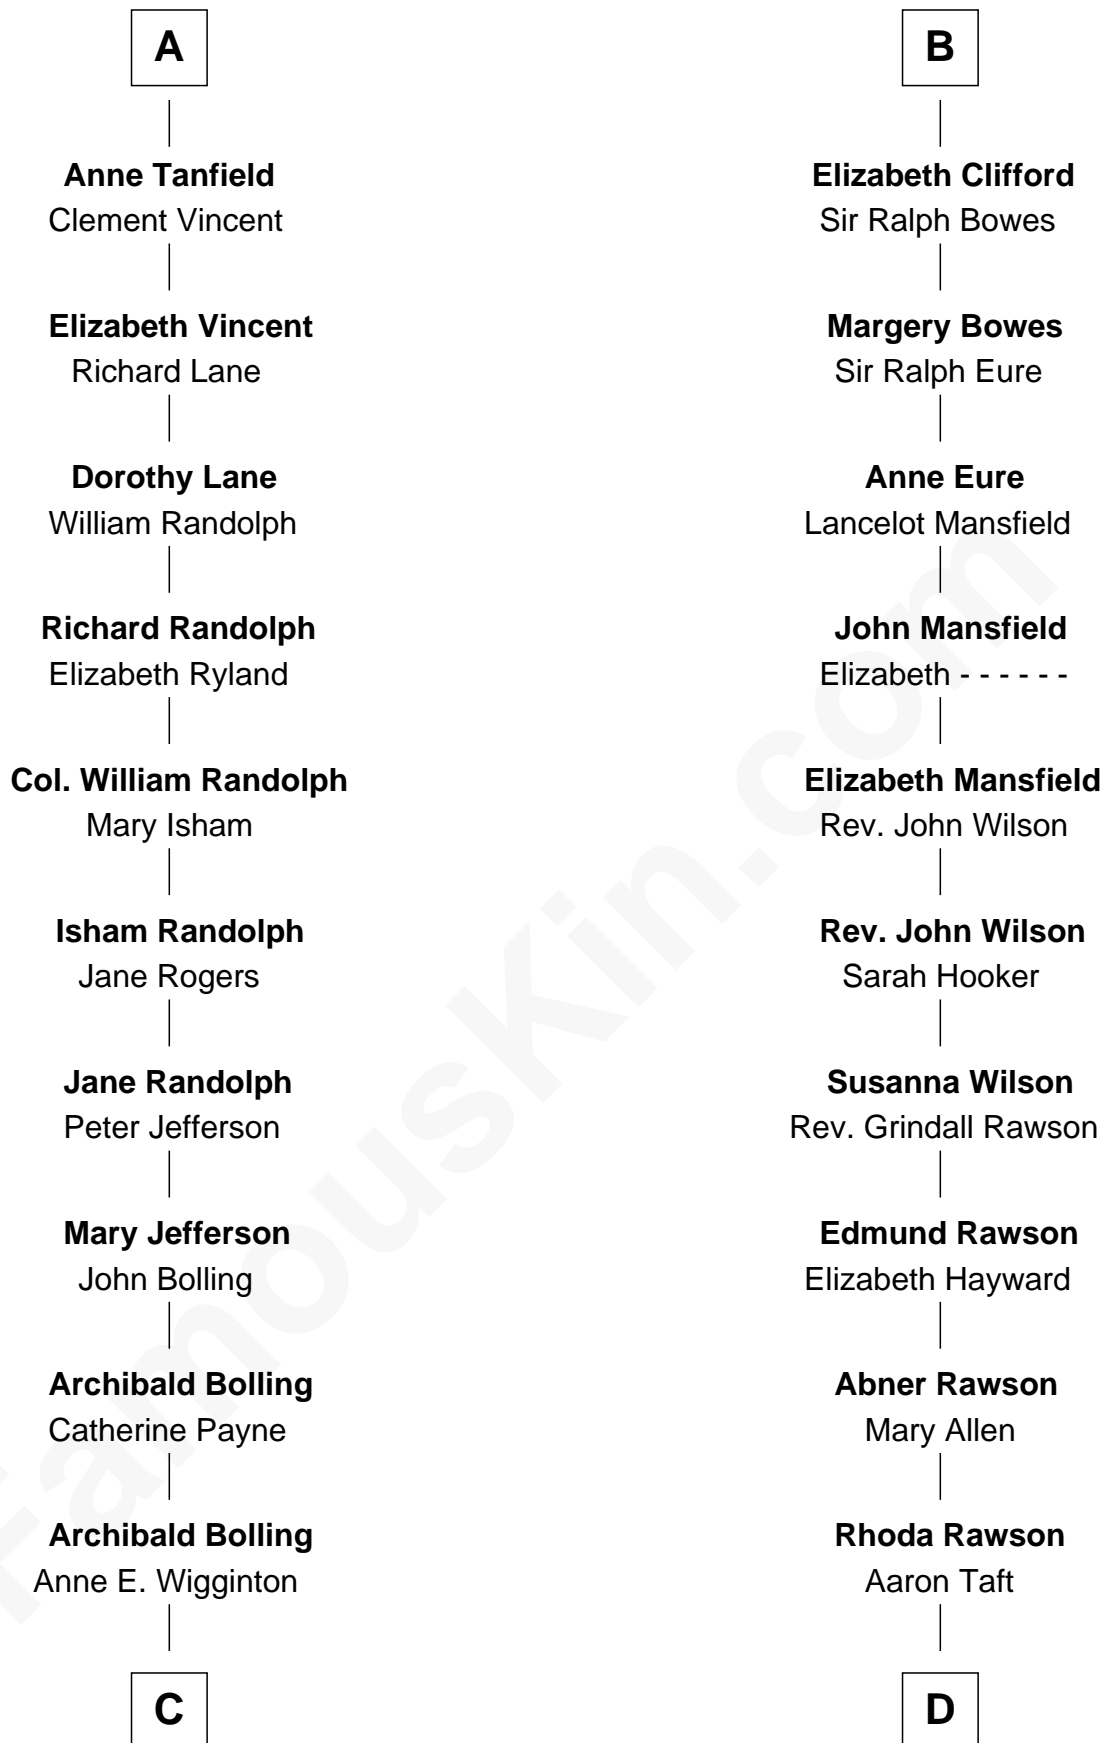 A
Anne Tanfield
Clement Vincent
Elizabeth Vincent
Richard Lane
Dorothy Lane
William Randolph
Richard Randolph
Elizabeth Ryland
Col. William Randolph
Mary Isham
Isham Randolph
Jane Rogers
Jane Randolph
Peter Jefferson
Mary Jefferson
John Bolling
Archibald Bolling
Catherine Payne
Archibald Bolling
Anne E. Wigginton
C
B
Elizabeth Clifford
Sir Ralph Bowes
Margery Bowes
Sir Ralph Eure
Anne Eure
Lancelot Mansfield
John Mansfield
Elizabeth - - - - - -
Elizabeth Mansfield
Rev. John Wilson
Rev. John Wilson
Sarah Hooker
Susanna Wilson
Rev. Grindall Rawson
Edmund Rawson
Elizabeth Hayward
Abner Rawson
Mary Allen
Rhoda Rawson
Aaron Taft
D
FamousKin.com